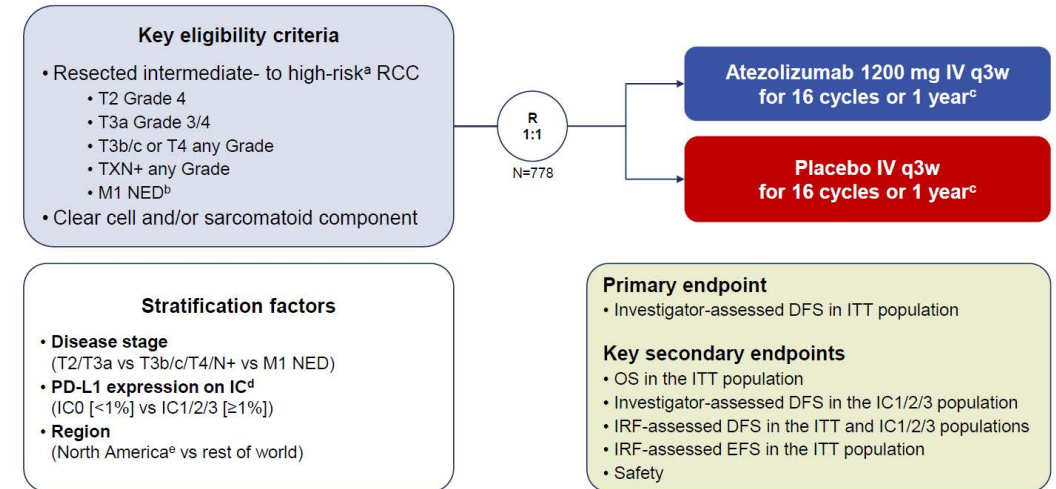 Key eligibility criteria
• Resected intermediate- to high-riskᵃ RCC
• T2 Grade 4
• T3a Grade 3/4
• T3b/c or T4 any Grade
• TXN+ any Grade
• M1 NEDᵇ
• Clear cell and/or sarcomatoid component
R
1:1
N=778
Atezolizumab 1200 mg IV q3w
for 16 cycles or 1 yearᶜ
Placebo IV q3w
for 16 cycles or 1 yearᶜ
Stratification factors
• Disease stage
(T2/T3a vs T3b/c/T4/N+ vs M1 NED)
• PD-L1 expression on ICᵈ
(IC0 [<1%] vs IC1/2/3 [≥1%])
• Region
(North Americaᵉ vs rest of world)
Primary endpoint
• Investigator-assessed DFS in ITT population
Key secondary endpoints
• OS in the ITT population
• Investigator-assessed DFS in the IC1/2/3 population
• IRF-assessed DFS in the ITT and IC1/2/3 populations
• IRF-assessed EFS in the ITT population
• Safety